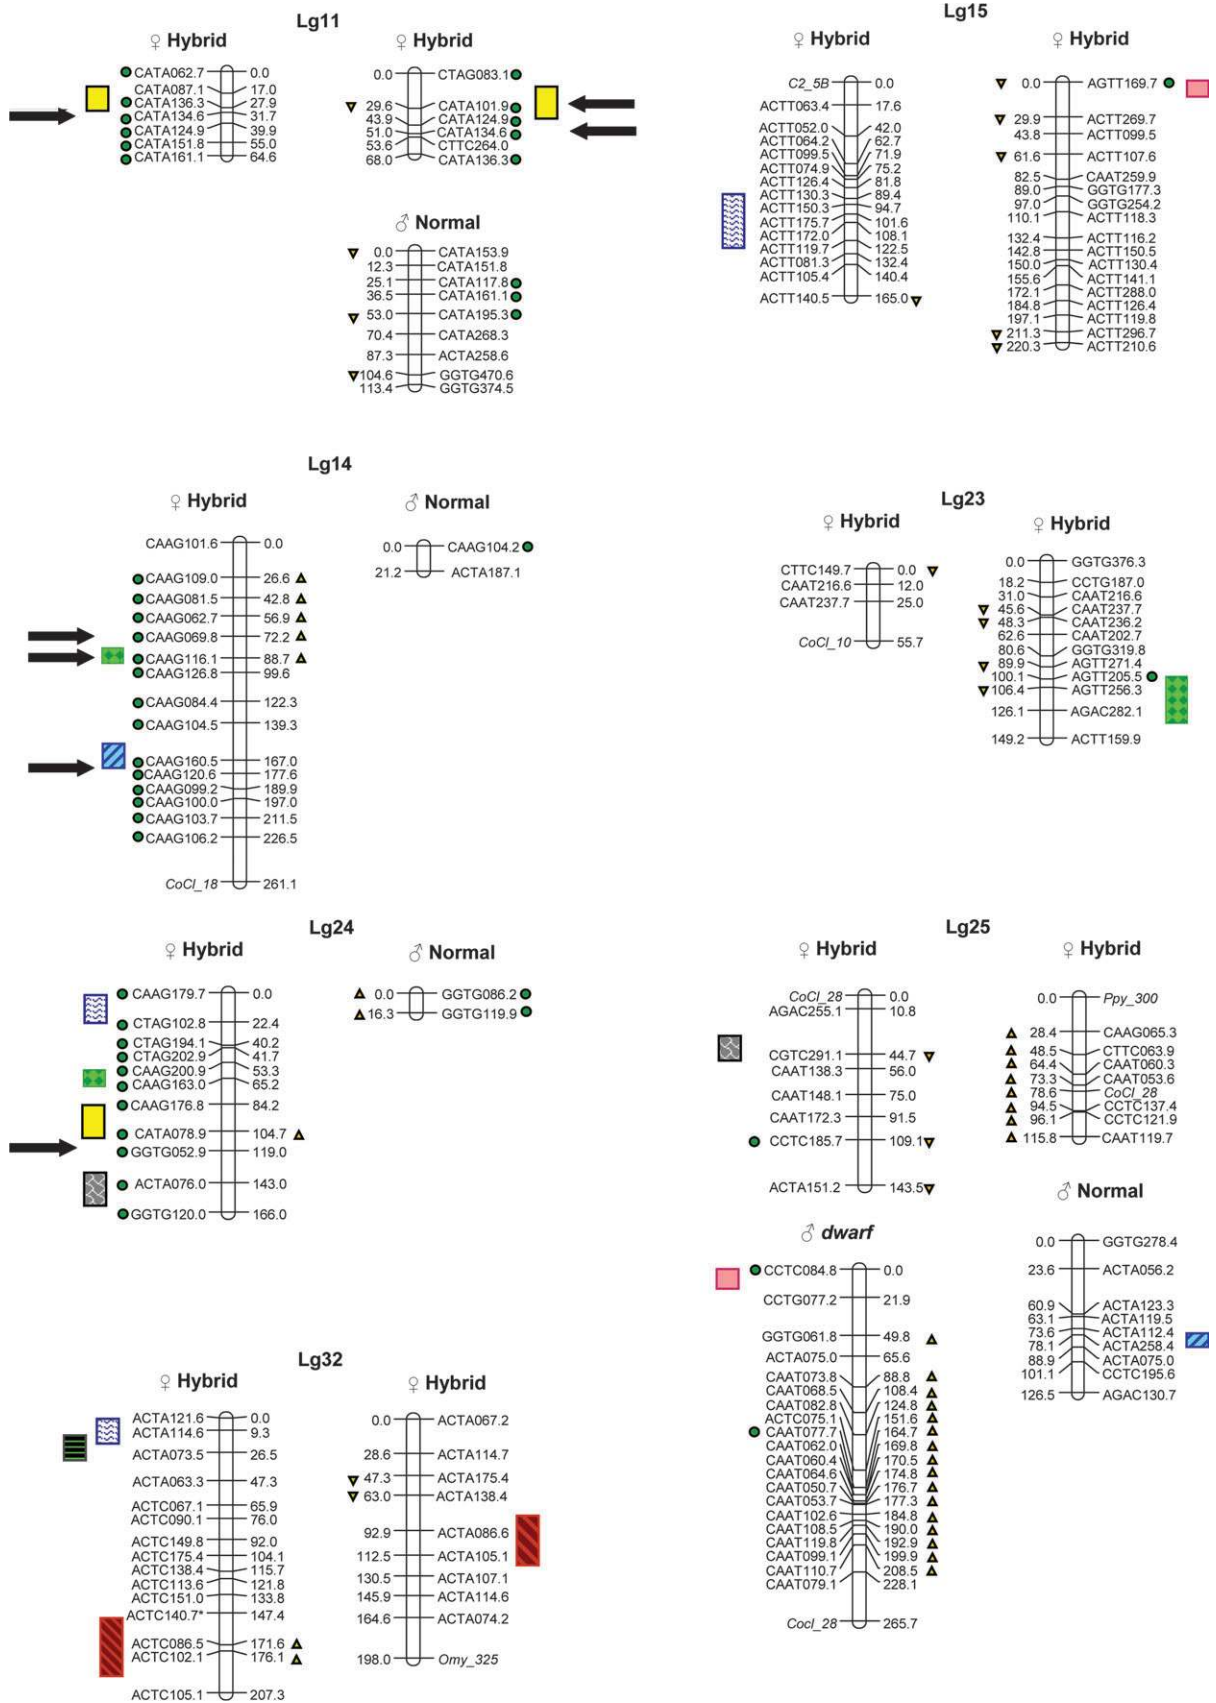 Lg11
♀ Hybrid
CATA062.7 0.0
CATA087.1 17.0
CATA136.3 27.9
CATA134.6 31.7
CATA124.9 39.9
CATA151.8 55.0
CATA161.1 64.6
♀ Hybrid
0.0 CTAG083.1
29.6 CATA101.9
43.9 CATA124.9
51.0 CATA134.6
53.6 CTTC264.0
68.0 CATA136.3
♂ Normal
0.0 CATA153.9
12.3 CATA151.8
25.1 CATA117.8
36.5 CATA161.1
53.0 CATA195.3
70.4 CATA268.3
87.3 ACTA258.6
104.6 GGTG470.6
113.4 GGTG374.5
Lg15
♀ Hybrid
C2_5B 0.0
ACTT063.4 17.6
ACTT052.0 42.0
ACTT064.2 62.7
ACTT099.5 71.9
ACTT074.9 75.2
ACTT126.4 81.8
ACTT130.3 89.4
ACTT150.3 94.7
ACTT175.7 101.6
ACTT172.0 108.1
ACTT119.7 122.5
ACTT081.3 132.4
ACTT105.4 140.4
ACTT140.5 165.0
♀ Hybrid
0.0 AGTT169.7
29.9 ACTT269.7
43.8 ACTT099.5
61.6 ACTT107.6
82.5 CAAT259.9
89.0 GGTG177.3
97.0 GGTG254.2
110.1 ACTT118.3
132.4 ACTT116.2
142.8 ACTT150.5
150.0 ACTT130.4
155.6 ACTT141.1
172.1 ACTT288.0
184.8 ACTT126.4
197.1 ACTT119.8
211.3 ACTT296.7
220.3 ACTT210.6
Lg14
♀ Hybrid
CAAG101.6 0.0
CAAG109.0 26.6
CAAG081.5 42.8
CAAG062.7 56.9
CAAG069.8 72.2
CAAG116.1 88.7
CAAG126.8 99.6
CAAG084.4 122.3
CAAG104.5 139.3
CAAG160.5 167.0
CAAG120.6 177.6
CAAG099.2 189.9
CAAG100.0 197.0
CAAG103.7 211.5
CAAG106.2 226.5
CoCl_18 261.1
♂ Normal
0.0 CAAG104.2
21.2 ACTA187.1
Lg23
♀ Hybrid
CTTC149.7 0.0
CAAT216.6 12.0
CAAT237.7 25.0
CoCl_10 55.7
♀ Hybrid
0.0 GGTG376.3
18.2 CCTG187.0
31.0 CAAT216.6
45.6 CAAT237.7
48.3 CAAT236.2
62.6 CAAT202.7
80.6 GGTG319.8
89.9 AGTT271.4
100.1 AGTT205.5
106.4 AGTT256.3
126.1 AGAC282.1
149.2 ACTT159.9
Lg24
♀ Hybrid
CAAG179.7 0.0
CTAG102.8 22.4
CTAG194.1 40.2
CTAG202.9 41.7
CAAG200.9 53.3
CAAG163.0 65.2
CAAG176.8 84.2
CATA078.9 104.7
GGTG052.9 119.0
ACTA076.0 143.0
GGTG120.0 166.0
♂ Normal
0.0 GGTG086.2
16.3 GGTG119.9
Lg25
♀ Hybrid
CoCl_28 0.0
AGAC255.1 10.8
CGTC291.1 44.7
CAAT138.3 56.0
CAAT148.1 75.0
CAAT172.3 91.5
CCTC185.7 109.1
ACTA151.2 143.5
♀ Hybrid
0.0 Ppy_300
28.4 CAAG065.3
48.5 CTTC063.9
64.4 CAAT060.3
73.3 CAAT053.6
78.6 CoCl_28
94.5 CCTC137.4
96.1 CCTC121.9
115.8 CAAT119.7
♂ dwarf
CCTC084.8 0.0
CCTG077.2 21.9
GGTG061.8 49.8
ACTA075.0 65.6
CAAT073.8 88.8
CAAT068.5 108.4
CAAT082.8 124.8
ACTC075.1 151.6
CAAT077.7 164.7
CAAT062.0 169.8
CAAT060.4 170.5
CAAT064.6 174.8
CAAT050.7 176.7
CAAT053.7 177.3
CAAT102.6 184.8
CAAT108.5 190.0
CAAT119.8 192.9
CAAT099.1 199.9
CAAT110.7 208.5
CAAT079.1 228.1
Cocl_28 265.7
♂ Normal
0.0 GGTG278.4
23.6 ACTA056.2
60.9 ACTA123.3
63.1 ACTA119.5
73.6 ACTA112.4
78.1 ACTA258.4
88.9 ACTA075.0
101.1 CCTC195.6
126.5 AGAC130.7
Lg32
♀ Hybrid
ACTA121.6 0.0
ACTA114.6 9.3
ACTA073.5 26.5
ACTA063.3 47.3
ACTC067.1 65.9
ACTC090.1 76.0
ACTC149.8 92.0
ACTC175.4 104.1
ACTC138.4 115.7
ACTC113.6 121.8
ACTC151.0 133.8
ACTC140.7* 147.4
ACTC086.5 171.6
ACTC102.1 176.1
ACTC105.1 207.3
♀ Hybrid
0.0 ACTA067.2
28.6 ACTA114.7
47.3 ACTA175.4
63.0 ACTA138.4
92.9 ACTA086.6
112.5 ACTA105.1
130.5 ACTA107.1
145.9 ACTA114.6
164.6 ACTA074.2
198.0 Omy_325